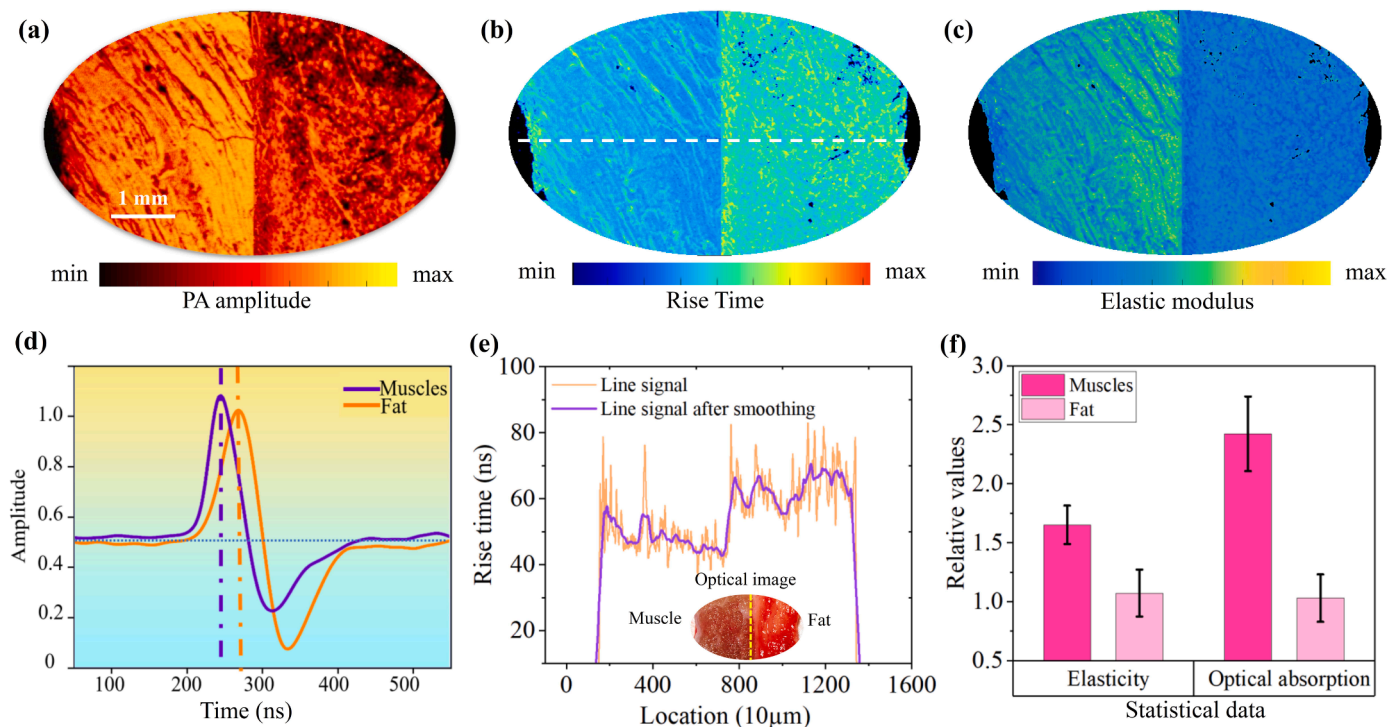 (a)
1 mm
min
max
PA amplitude
(b)
min
max
Rise Time
(c)
min
max
Elastic modulus
(d)
Muscles
Fat
1.0
0.8
0.6
0.4
0.2
0
Amplitude
100 200 300 400 500
Time (ns)
(e)
Line signal
Line signal after smoothing
100
80
60
40
20
Rise time (ns)
Optical image
Muscle
Fat
0 400 800 1200 1600
Location (10μm)
(f)
Muscles
Fat
3.0
2.5
2.0
1.5
1.0
0.5
Relative values
Elasticity Optical absorption
Statistical data